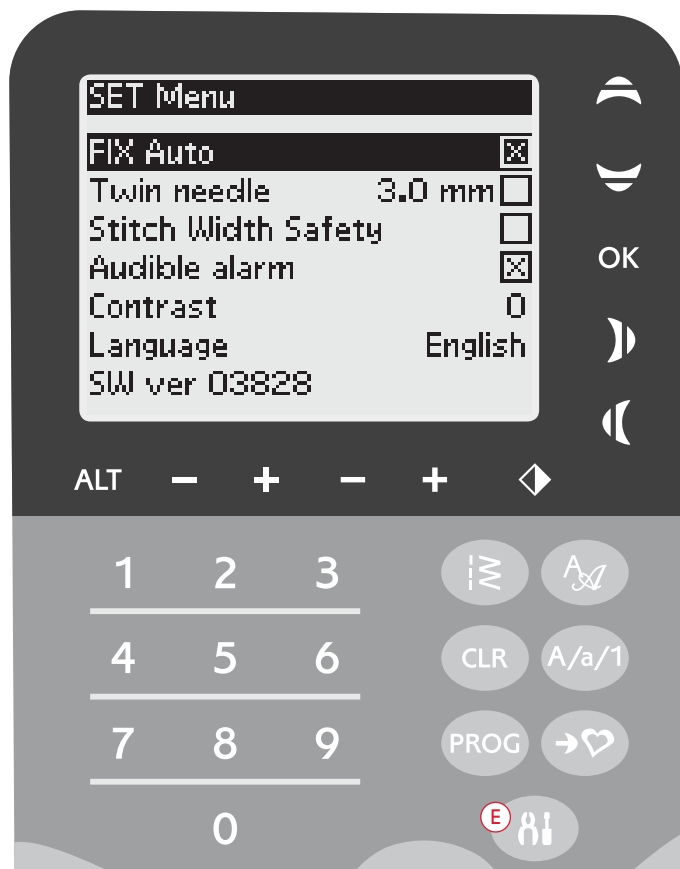 SET Menu
FIX Auto
Twin needle 3.0 mm
Stitch Width Safety
Audible alarm
Contrast 0
Language English
SW ver 03828
OK
ALT - + - +
1 2 3
A
4 5 6 CLR A/a/1
7 8 9 PROG
0 E